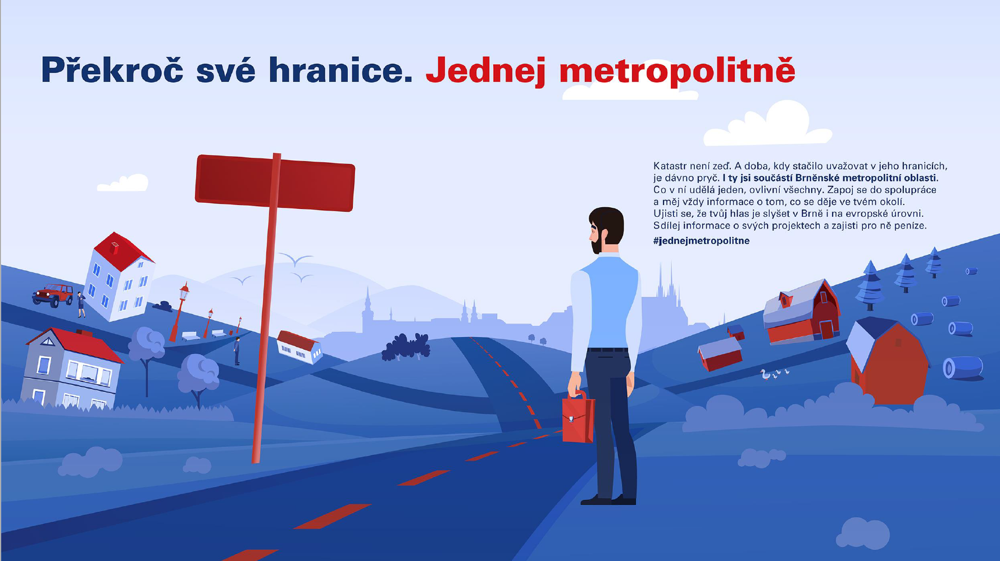 Překroč své hranice. Jednej metropolitně
Katastr není zeď. A doba, kdy stačilo uvažovat v jeho hranicích,
je dávno pryč. I ty jsi součástí Brněnské metropolitní oblasti.
Co v ní udělá jeden, ovlivní všechny. Zapoj se do spolupráce
a měj vždy informace o tom, co se děje ve tvém okolí.
Ujisti se, že tvůj hlas je slyšet v Brně i na evropské úrovni.
Sdílej informace o svých projektech a zajisti pro ně peníze.
#jednejmetropolitne